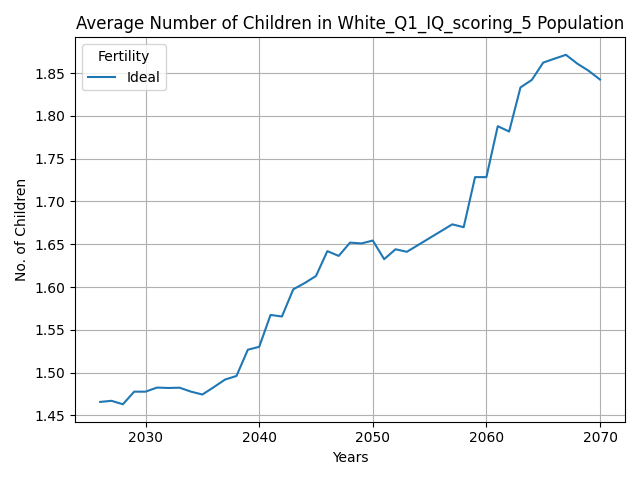 Average Number of Children in White_Q1_IQ_scoring_5 Population
Fertility
Ideal
1.85
1.80
1.75
1.70
1.65
1.60
1.55
1.50
1.45
No. of Children
2030 2040 2050 2060 2070
Years